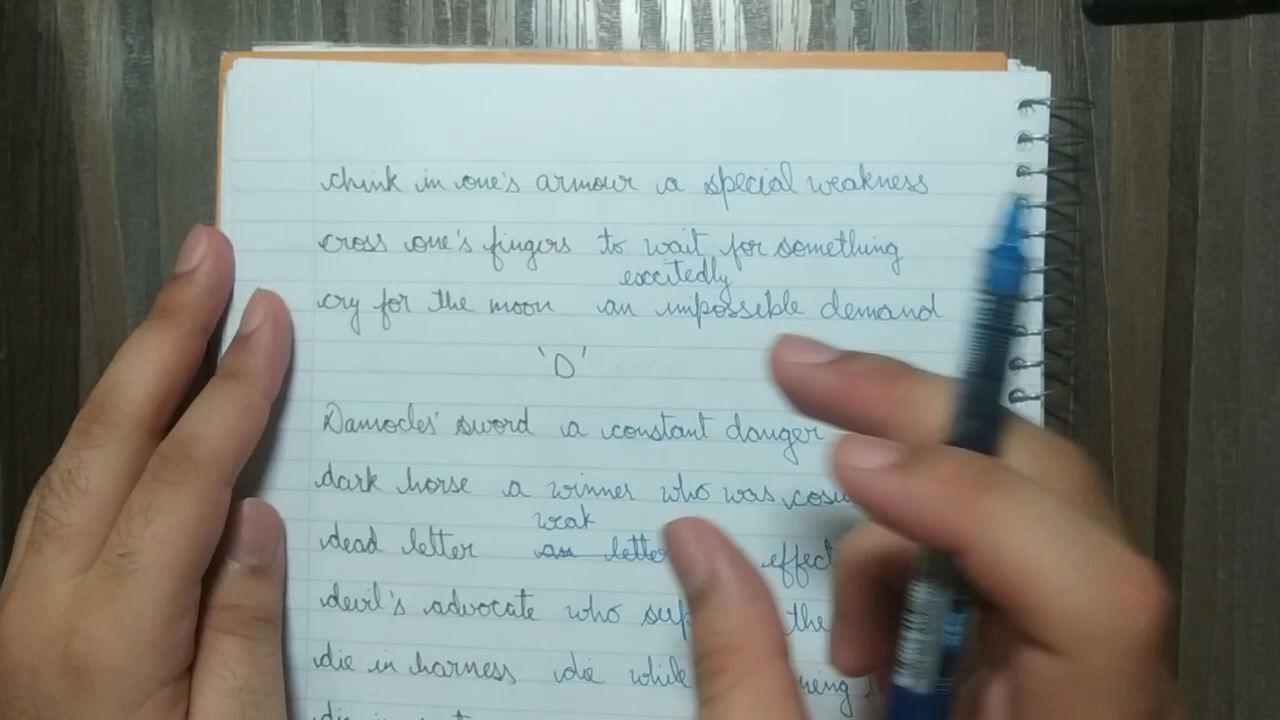 chink in one's armour a special weakness
cross one's fingers to wait for something
excitedly
cry for the moon an impossible demand
'D'
Damocles' sword a constant danger
dark horse a winner who was
weak
dead letter effect
devil's advocate who the
die in harness die while